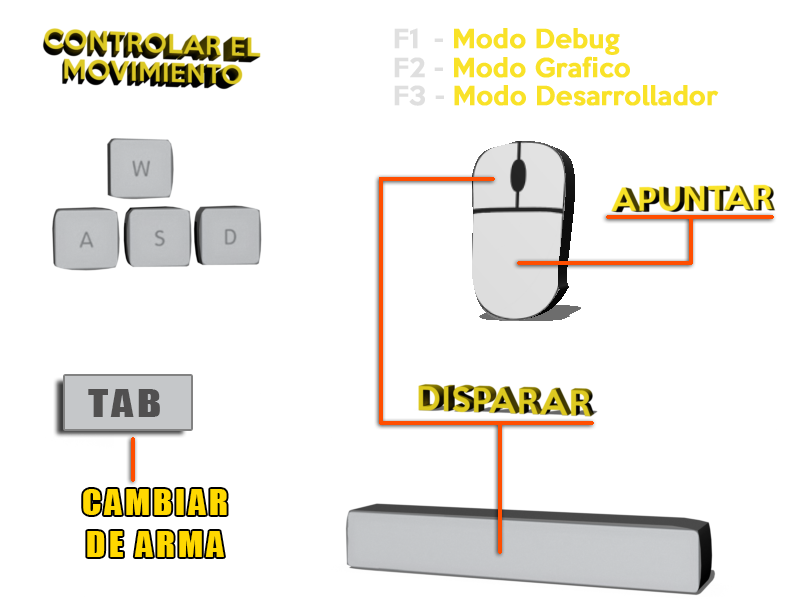 CONTROLAR EL
MOVIMIENTO
F1 - Modo Debug
F2 - Modo Grafico
F3 - Modo Desarrollador
W
A S D
APUNTAR
TAB
DISPARAR
CAMBIAR
DE ARMA